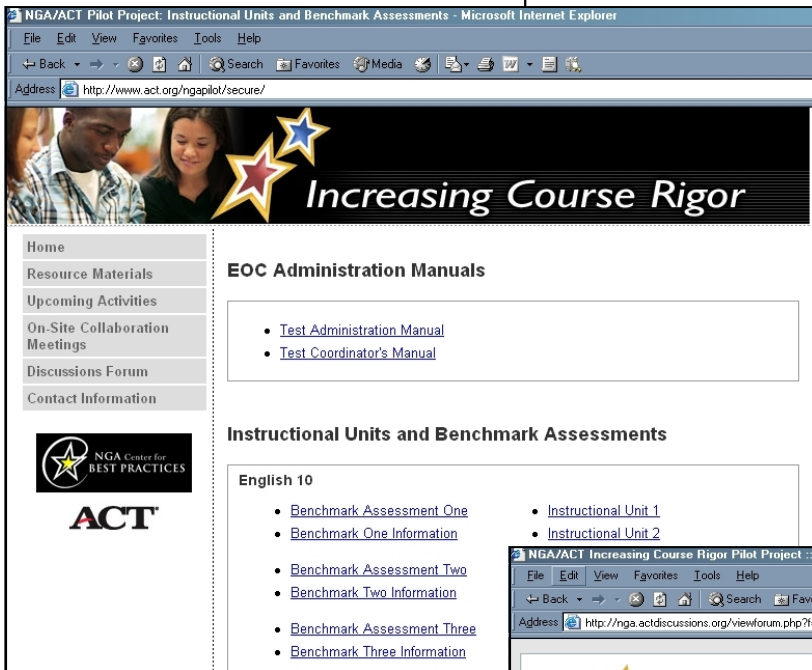 NGA/ACT Pilot Project: Instructional Units and Benchmark Assessments - Microsoft Internet Explorer
File Edit View Favorites Tools Help
Back Search Favorites Media
Address http://www.act.org/ngapilot/secure/
Increasing Course Rigor
Home
Resource Materials
Upcoming Activities
On-Site Collaboration
Meetings
Discussions Forum
Contact Information
NGA Center for
BEST PRACTICES
ACT
EOC Administration Manuals
• Test Administration Manual
• Test Coordinator's Manual
Instructional Units and Benchmark Assessments
English 10
• Benchmark Assessment One
• Benchmark One Information
• Benchmark Assessment Two
• Benchmark Two Information
• Benchmark Assessment Three
• Benchmark Three Information
• Instructional Unit 1
• Instructional Unit 2
NGA/ACT Increasing Course Rigor Pilot Project ::
File Edit View Favorites Tools Help
Back Search Fav
Address http://nga.actdiscussions.org/viewforum.php?f